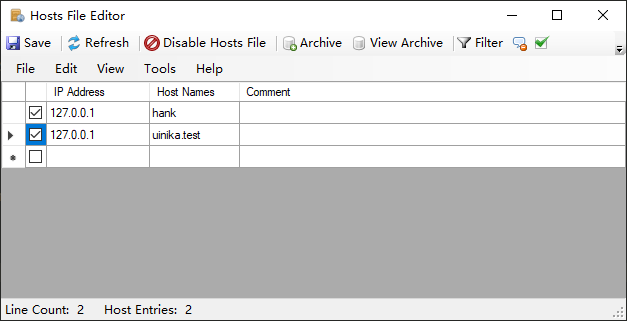 Hosts File Editor
Save Refresh Disable Hosts File Archive View Archive Filter
File Edit View Tools Help
IP Address Host Names Comment
127.0.0.1 hank
127.0.0.1 uinika.test
Line Count: 2 Host Entries: 2